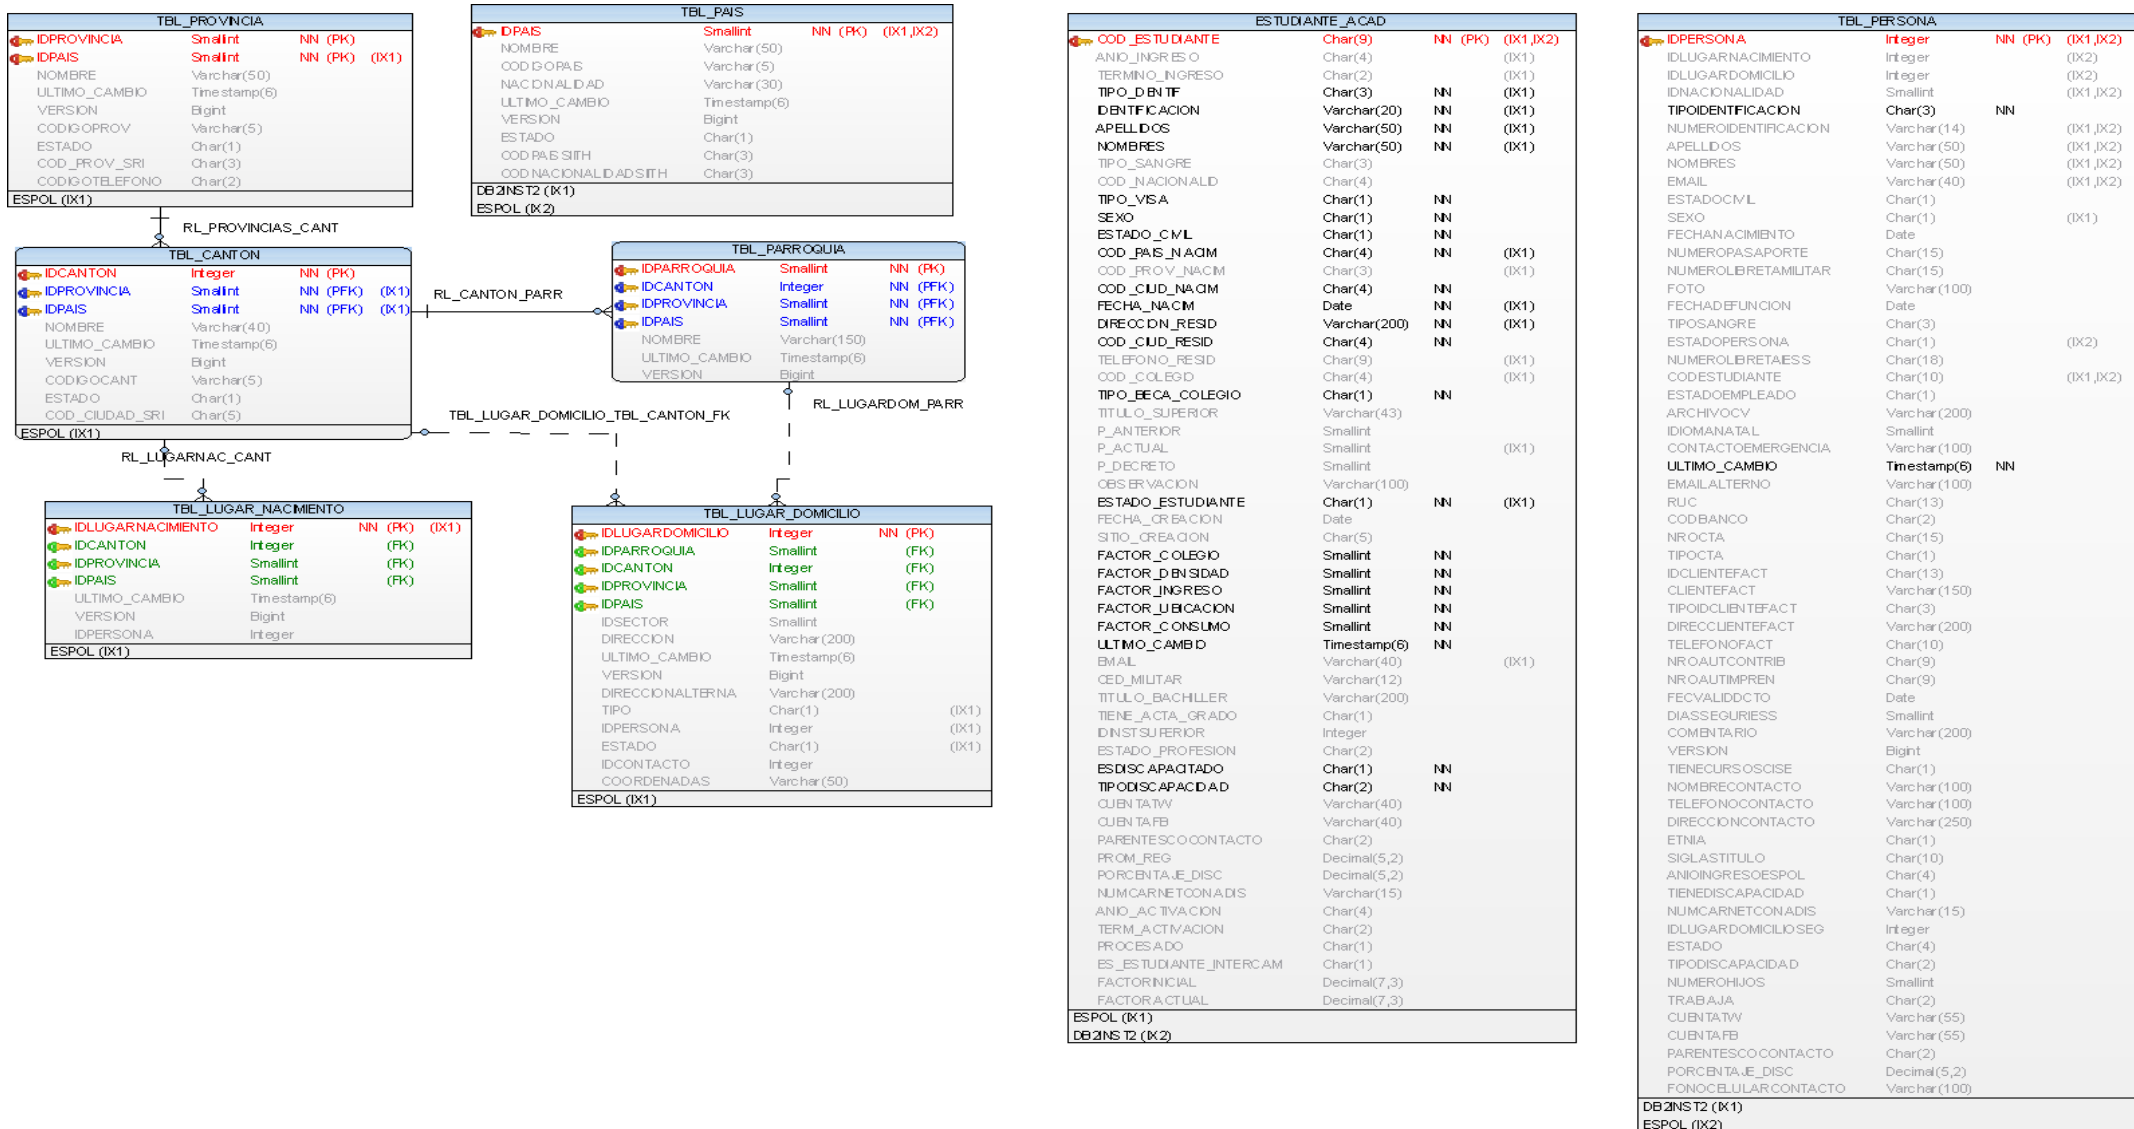 TBL_PROVINCIA
IDPROVINCIA Smallint NN (PK)
IDPAIS Smallint NN (PK) (IX1)
NOMBRE Varchar(50)
ULTIMO_CAMBIO Timestamp(6)
VERSION Bigint
CODIGOPROV Varchar(5)
ESTADO Char(1)
COD_PROV_SRI Char(3)
CODIGOTELEFONO Char(2)
ESPOL (IX1)
TBL_PAIS
IDPAIS Smallint NN (PK) (IX1,IX2)
NOMBRE Varchar(50)
CODIGOPAIS Varchar(5)
NACIONALIDAD Varchar(30)
ULTIMO_CAMBIO Timestamp(6)
VERSION Bigint
ESTADO Char(1)
CODPAISSIITH Char(3)
CODNACIONALIDADSIITH Char(3)
DB2INST2 (IX1)
ESPOL (IX2)
RL_PROVINCIAS_CANT
TBL_CANTON
IDCANTON Integer NN (PK)
IDPROVINCIA Smallint NN (PFK) (IX1)
IDPAIS Smallint NN (PFK) (IX1)
NOMBRE Varchar(40)
ULTIMO_CAMBIO Timestamp(6)
VERSION Bigint
CODIGOCANT Varchar(5)
ESTADO Char(1)
COD_CIUDAD_SRI Char(5)
ESPOL (IX1)
RL_CANTON_PARR
TBL_PARROQUIA
IDPARROQUIA Smallint NN (PK)
IDCANTON Integer NN (PFK)
IDPROVINCIA Smallint NN (PFK)
IDPAIS Smallint NN (PFK)
NOMBRE Varchar(150)
ULTIMO_CAMBIO Timestamp(6)
VERSION Bigint
RL_LUGARDOM_PARR
TBL_LUGAR_DOMICILIO_TBL_CANTON_FK
RL_LUGARNAC_CANT
TBL_LUGAR_NACIMIENTO
IDLUGARNACIMIENTO Integer NN (PK) (IX1)
IDCANTON Integer (FK)
IDPROVINCIA Smallint (FK)
IDPAIS Smallint (FK)
ULTIMO_CAMBIO Timestamp(6)
VERSION Bigint
IDPERSONA Integer
ESPOL (IX1)
TBL_LUGAR_DOMICILIO
IDLUGARDOMICILIO Integer NN (PK)
IDPARROQUIA Smallint (FK)
IDCANTON Integer (FK)
IDPROVINCIA Smallint (FK)
IDPAIS Smallint (FK)
IDSECTOR Smallint
DIRECCION Varchar(200)
ULTIMO_CAMBIO Timestamp(6)
VERSION Bigint
DIRECCIONALTERNA Varchar(200)
TIPO Char(1) (IX1)
IDPERSONA Integer (IX1)
ESTADO Char(1) (IX1)
IDCONTACTO Integer
COORDENADAS Varchar(50)
ESPOL (IX1)
ESTUDIANTE_ACAD
COD_ESTUDIANTE Char(9) NN (PK) (IX1,IX2)
ANIO_INGRESO Char(4) (IX1)
TERMINO_INGRESO Char(2) (IX1)
TIPO_IDENTIF Char(3) NN (IX1)
IDENTIFICACION Varchar(20) NN (IX1)
APELLIDOS Varchar(50) NN (IX1)
NOMBRES Varchar(50) NN (IX1)
TIPO_SANGRE Char(3)
COD_NACIONALID Char(4)
TIPO_VISA Char(1) NN
SEXO Char(1) NN
ESTADO_CIVIL Char(1) NN
COD_PAIS_NACIM Char(4) NN (IX1)
COD_PROV_NACIM Char(3) (IX1)
COD_CIUD_NACIM Char(4) NN
FECHA_NACIM Date NN (IX1)
DIRECCION_RESID Varchar(200) NN (IX1)
COD_CIUD_RESID Char(4) NN
TELEFONO_RESID Char(9) (IX1)
COD_COLEGIO Char(4) (IX1)
TIPO_BECA_COLEGIO Char(1) NN
TITULO_SUPERIOR Varchar(43)
P_ANTERIOR Smallint
P_ACTUAL Smallint (IX1)
P_DECRETO Smallint
OBSERVACION Varchar(100)
ESTADO_ESTUDIANTE Char(1) NN (IX1)
FECHA_CREACION Date
SITIO_CREACION Char(5)
FACTOR_COLEGIO Smallint NN
FACTOR_DENSIDAD Smallint NN
FACTOR_INGRESO Smallint NN
FACTOR_UBICACION Smallint NN
FACTOR_CONSUMO Smallint NN
ULTIMO_CAMBIO Timestamp(6) NN
EMAIL Varchar(40) (IX1)
CED_MILITAR Varchar(12)
TITULO_BACHILLER Varchar(200)
TIENE_ACTA_GRADO Char(1)
IDINSTSUPERIOR Integer
ESTADO_PROFESION Char(2)
ESDISCAPACITADO Char(1) NN
TIPODISCAPACIDAD Char(2) NN
CUENTATW Varchar(40)
CUENTAFB Varchar(40)
PARENTESCOCONTACTO Char(2)
PROM_REG Decimal(5,2)
PORCENTAJE_DISC Decimal(5,2)
NUMCARNETCONADIS Varchar(15)
ANIO_ACTIVACION Char(4)
TERM_ACTIVACION Char(2)
PROCESADO Char(1)
ES_ESTUDIANTE_INTERCAM Char(1)
FACTORINICIAL Decimal(7,3)
FACTORACTUAL Decimal(7,3)
ESPOL (IX1)
DB2INST2 (IX2)
TBL_PERSONA
IDPERSONA Integer NN (PK) (IX1,IX2)
IDLUGARNACIMIENTO Integer (IX2)
IDLUGARDOMICILIO Integer (IX2)
IDNACIONALIDAD Smallint (IX1,IX2)
TIPOIDENTIFICACION Char(3) NN
NUMEROIDENTIFICACION Varchar(14) (IX1,IX2)
APELLIDOS Varchar(50) (IX1,IX2)
NOMBRES Varchar(50) (IX1,IX2)
EMAIL Varchar(40) (IX1,IX2)
ESTADOCIVIL Char(1)
SEXO Char(1) (IX1)
FECHANACIMIENTO Date
NUMEROPASAPORTE Char(15)
NUMEROLIBRETAMILITAR Char(15)
FOTO Varchar(100)
FECHADEFUNCION Date
TIPOSANGRE Char(3)
ESTADOPERSONA Char(1) (IX2)
NUMEROLIBRETAIESS Char(18)
CODESTUDIANTE Char(10) (IX1,IX2)
ESTADOEMPLEADO Char(1)
ARCHIVOCV Varchar(200)
IDIOMANATAL Smallint
CONTACTOEMERGENCIA Varchar(100)
ULTIMO_CAMBIO Timestamp(6) NN
EMAILALTERNO Varchar(100)
RUC Char(13)
CODBANCO Char(2)
NROCTA Char(15)
TIPOCTA Char(1)
IDCLIENTEFACT Char(13)
CLIENTEFACT Varchar(150)
TIPOIDCLIENTEFACT Char(3)
DIRECCLIENTEFACT Varchar(200)
TELEFONOFACT Char(10)
NROAUTCONTRIB Char(9)
NROAUTIMPREN Char(9)
FECVALIDDCTO Date
DIASSEGURIESS Smallint
COMENTARIO Varchar(200)
VERSION Bigint
TIENECURSOSCISE Char(1)
NOMBRECONTACTO Varchar(100)
TELEFONOCONTACTO Varchar(100)
DIRECCIONCONTACTO Varchar(250)
ETNIA Char(1)
SIGLASTITULO Char(10)
ANIOINGRESOESPOL Char(4)
TIENEDISCAPACIDAD Char(1)
NUMCARNETCONADIS Varchar(15)
IDLUGARDOMICILIOSEG Integer
ESTADO Char(4)
TIPODISCAPACIDAD Char(2)
NUMEROHIJOS Smallint
TRABAJA Char(2)
CUENTATW Varchar(55)
CUENTAFB Varchar(55)
PARENTESCOCONTACTO Char(2)
PORCENTAJE_DISC Decimal(5,2)
FONOCELULARCONTACTO Varchar(100)
DB2INST2 (IX1)
ESPOL (IX2)